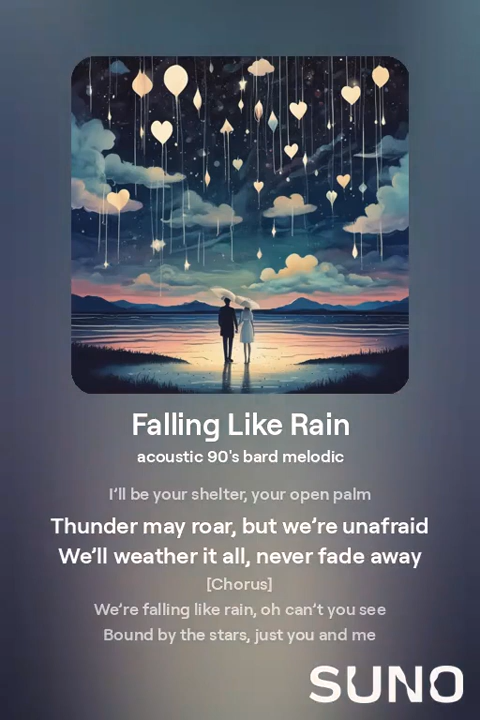 Falling Like Rain
acoustic 90's bard melodic
I’ll be your shelter, your open palm
Thunder may roar, but we’re unafraid
We’ll weather it all, never fade away
[Chorus]
We’re falling like rain, oh can’t you see
Bound by the stars, just you and me
SUNO